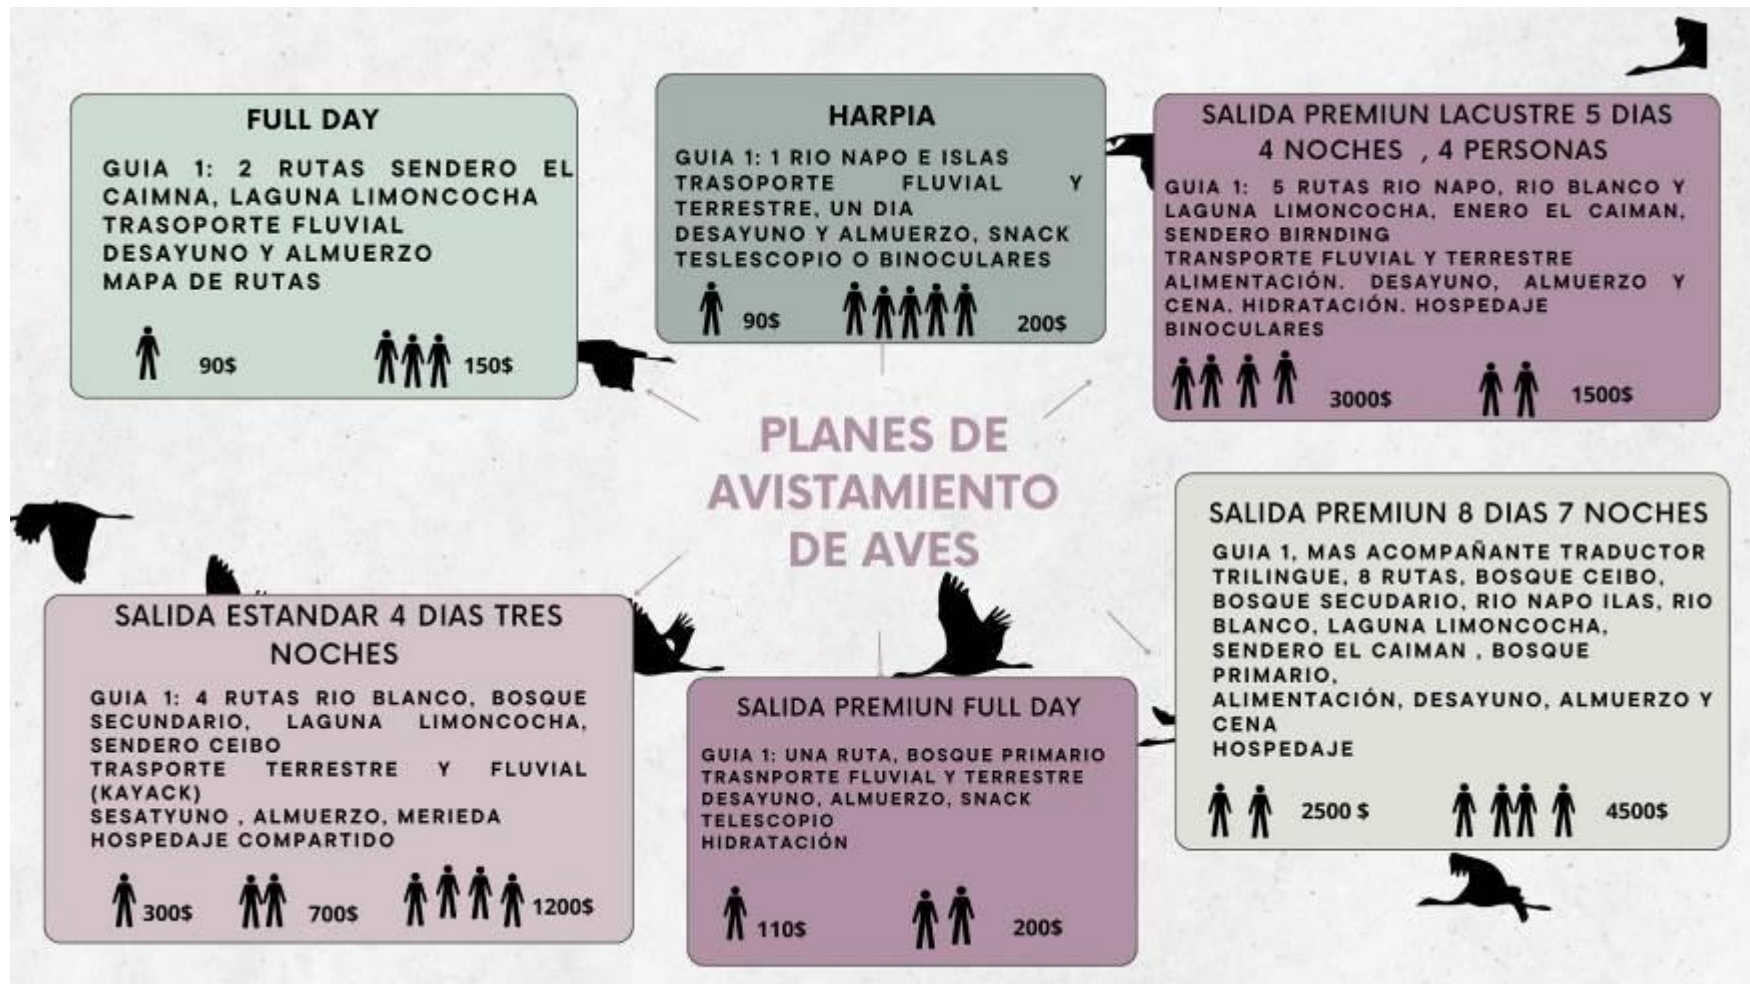 FULL DAY
GUIA 1: 2 RUTAS SENDERO EL
CAIMNA, LAGUNA LIMONCOCHA
TRASOPORTE FLUVIAL
DESAYUNO Y ALMUERZO
MAPA DE RUTAS
90$ 150$
HARPIA
GUIA 1: 1 RIO NAPO E ISLAS
TRASOPORTE FLUVIAL Y
TERRESTRE, UN DIA
DESAYUNO Y ALMUERZO, SNACK
TESLESCOPIO O BINOCULARES
90$ 200$
SALIDA PREMIUN LACUSTRE 5 DIAS
4 NOCHES , 4 PERSONAS
GUIA 1: 5 RUTAS RIO NAPO, RIO BLANCO Y
LAGUNA LIMONCOCHA, ENERO EL CAIMAN,
SENDERO BIRNDING
TRANSPORTE FLUVIAL Y TERRESTRE
ALIMENTACIÓN. DESAYUNO, ALMUERZO Y
CENA. HIDRATACIÓN. HOSPEDAJE
BINOCULARES
3000$ 1500$
PLANES DE
AVISTAMIENTO
DE AVES
SALIDA ESTANDAR 4 DIAS TRES
NOCHES
GUIA 1: 4 RUTAS RIO BLANCO, BOSQUE
SECUNDARIO, LAGUNA LIMONCOCHA,
SENDERO CEIBO
TRASPORTE TERRESTRE Y FLUVIAL
(KAYACK)
SESATYUNO , ALMUERZO, MERIEDA
HOSPEDAJE COMPARTIDO
300$ 700$ 1200$
SALIDA PREMIUN FULL DAY
GUIA 1: UNA RUTA, BOSQUE PRIMARIO
TRASNPORTE FLUVIAL Y TERRESTRE
DESAYUNO, ALMUERZO, SNACK
TELESCOPIO
HIDRATACIÓN
110$ 200$
SALIDA PREMIUN 8 DIAS 7 NOCHES
GUIA 1, MAS ACOMPAÑANTE TRADUCTOR
TRILINGUE, 8 RUTAS, BOSQUE CEIBO,
BOSQUE SECUDARIO, RIO NAPO ILAS, RIO
BLANCO, LAGUNA LIMONCOCHA,
SENDERO EL CAIMAN , BOSQUE
PRIMARIO,
ALIMENTACIÓN, DESAYUNO, ALMUERZO Y
CENA
HOSPEDAJE
2500 $ 4500$